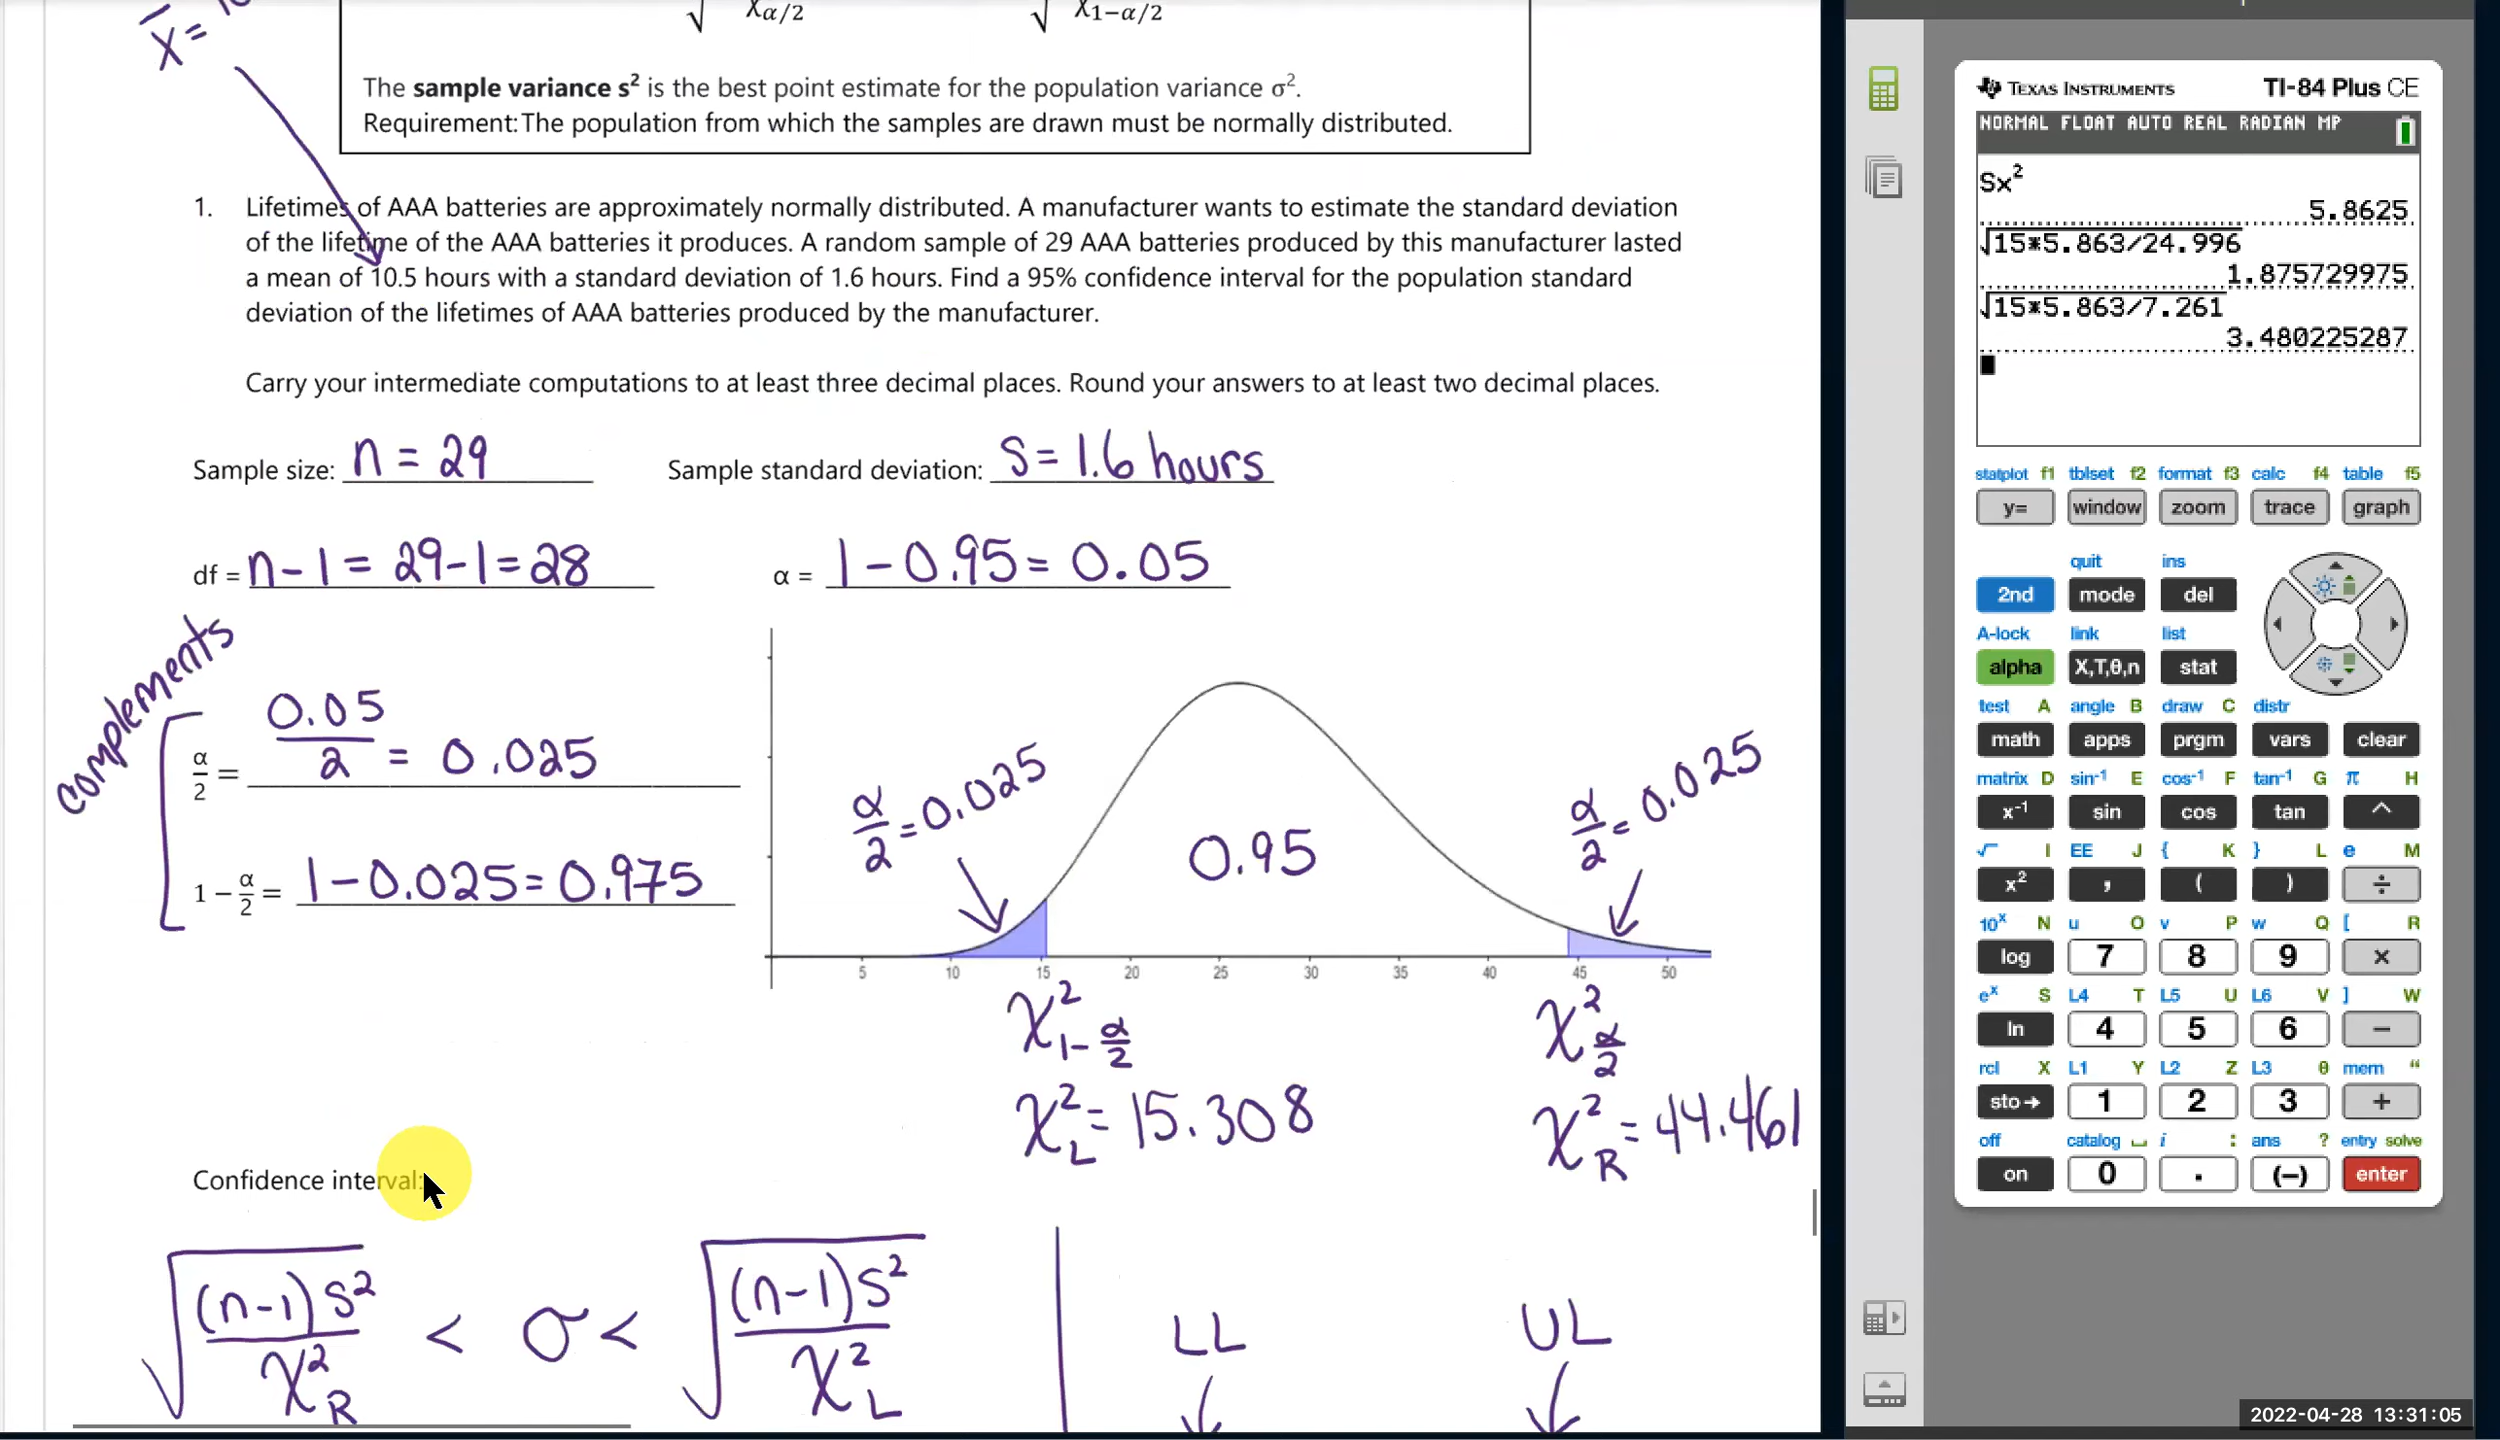 x̄ = 10
√ χα/2 √ χ1−α/2
The sample variance s² is the best point estimate for the population variance σ².
Requirement: The population from which the samples are drawn must be normally distributed.
1. Lifetimes of AAA batteries are approximately normally distributed. A manufacturer wants to estimate the standard deviation
of the lifetime of the AAA batteries it produces. A random sample of 29 AAA batteries produced by this manufacturer lasted
a mean of 10.5 hours with a standard deviation of 1.6 hours. Find a 95% confidence interval for the population standard
deviation of the lifetimes of AAA batteries produced by the manufacturer.
Carry your intermediate computations to at least three decimal places. Round your answers to at least two decimal places.
Sample size: n = 29 Sample standard deviation: s = 1.6 hours
df = n − 1 = 29 − 1 = 28 α = 1 − 0.95 = 0.05
complements
α/2 = 0.05/2 = 0.025
1 − α/2 = 1 − 0.025 = 0.975
α/2 = 0.025 0.95 α/2 = 0.025
5 10 15 20 25 30 35 40 45 50
χ²1−α/2 χ²α/2
χ²L = 15.308 χ²R = 44.461
Confidence interval:
√((n−1)s²/χ²R) < σ < √((n−1)s²/χ²L) LL UL
TEXAS INSTRUMENTS TI-84 Plus CE
NORMAL FLOAT AUTO REAL RADIAN MP
Sx²
5.8625
√15*5.863/24.996
1.875729975
√15*5.863/7.261
3.480225287
statplot f1 tblset f2 format f3 calc f4 table f5
y= window zoom trace graph
quit ins
2nd mode del
A-lock link list
alpha X,T,θ,n stat
test A angle B draw C distr
math apps prgm vars clear
matrix D sin⁻¹ E cos⁻¹ F tan⁻¹ G π H
x⁻¹ sin cos tan ^
√ I EE J { K } L e M
x² , ( ) ÷
10ˣ N u O v P w Q [ R
log 7 8 9 ×
eˣ S L4 T L5 U L6 V ] W
ln 4 5 6 −
rcl X L1 Y L2 Z L3 θ mem "
sto→ 1 2 3 +
off catalog ⎵ i : ans ? entry solve
on 0 . (−) enter
2022-04-28 13:31:05